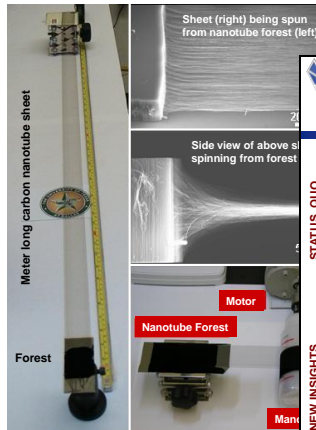 Meter long carbon nanotube sheet
Forest
Sheet (right) being spun
from nanotube forest (left)
Side view of above
spinning from forest
Motor
Nanotube Forest
STATUS QUO
NEW INSIGHTS